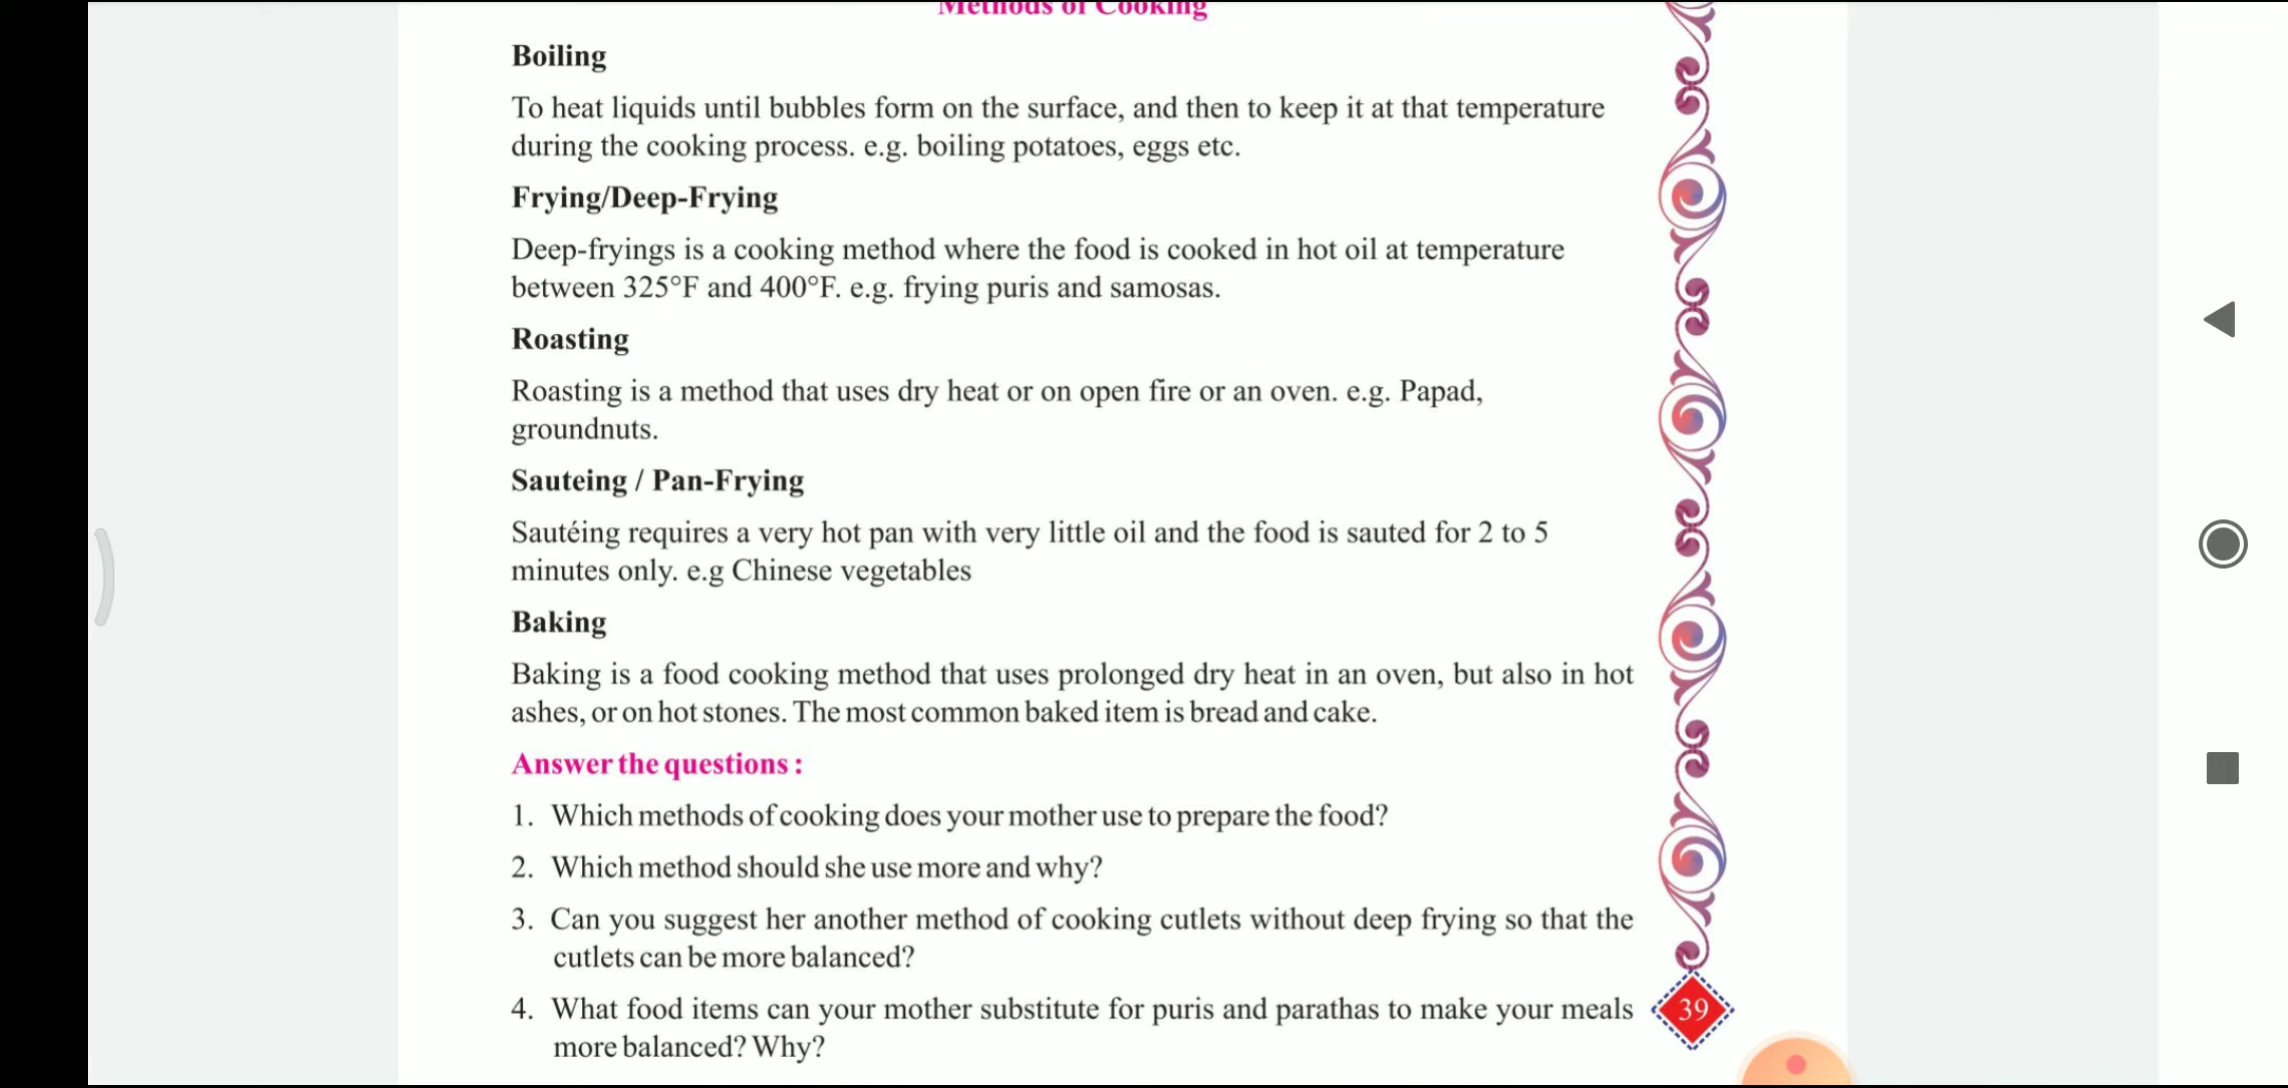 Methods of Cooking
Boiling
To heat liquids until bubbles form on the surface, and then to keep it at that temperature
during the cooking process. e.g. boiling potatoes, eggs etc.
Frying/Deep-Frying
Deep-fryings is a cooking method where the food is cooked in hot oil at temperature
between 325°F and 400°F. e.g. frying puris and samosas.
Roasting
Roasting is a method that uses dry heat or on open fire or an oven. e.g. Papad,
groundnuts.
Sauteing / Pan-Frying
Sautéing requires a very hot pan with very little oil and the food is sauted for 2 to 5
minutes only. e.g Chinese vegetables
Baking
Baking is a food cooking method that uses prolonged dry heat in an oven, but also in hot
ashes, or on hot stones. The most common baked item is bread and cake.
Answer the questions :
1. Which methods of cooking does your mother use to prepare the food?
2. Which method should she use more and why?
3. Can you suggest her another method of cooking cutlets without deep frying so that the
cutlets can be more balanced?
4. What food items can your mother substitute for puris and parathas to make your meals
more balanced? Why?
39